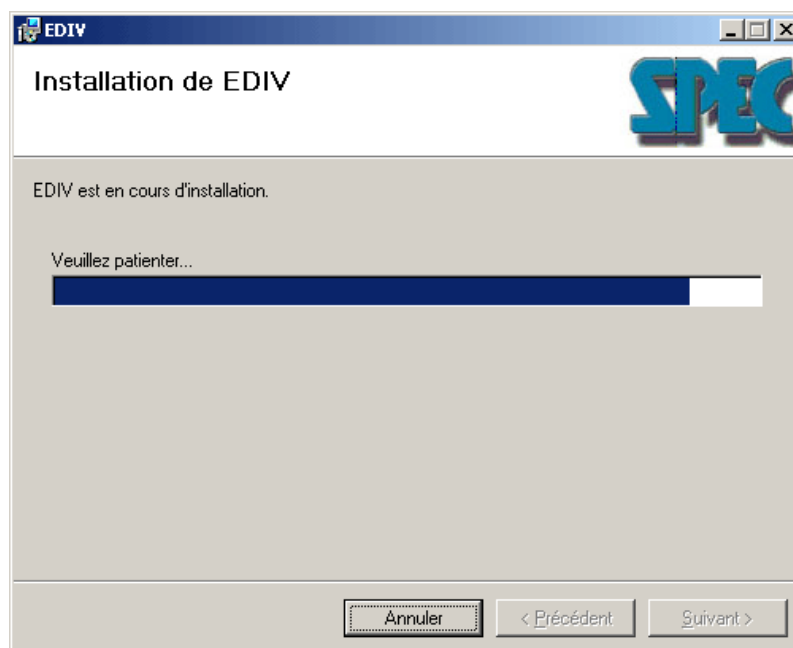 EDIV
Installation de EDIV
SPEC
EDIV est en cours d'installation.
Veuillez patienter...
Annuler
< Précédent
Suivant >